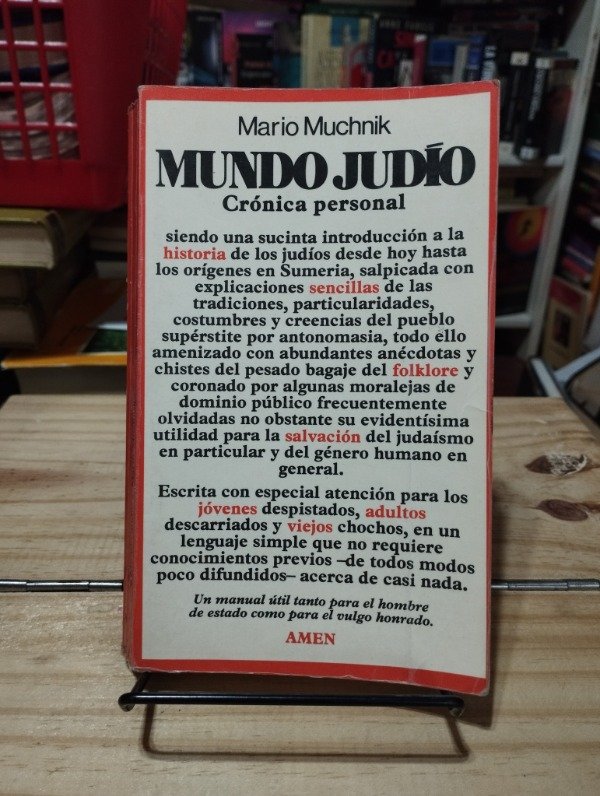 Mario Muchnik
MUNDO JUDÍO
Crónica personal
siendo una sucinta introducción a la
historia de los judíos desde hoy hasta
los orígenes en Sumeria, salpicada con
explicaciones sencillas de las
tradiciones, particularidades,
costumbres y creencias del pueblo
supérstite por antonomasia, todo ello
amenizado con abundantes anécdotas y
chistes del pesado bagaje del folklore y
coronado por algunas moralejas de
dominio público frecuentemente
olvidadas no obstante su evidentísima
utilidad para la salvación del judaísmo
en particular y del género humano en
general.
Escrita con especial atención para los
jóvenes despistados, adultos
descarriados y viejos chochos, en un
lenguaje simple que no requiere
conocimientos previos –de todos modos
poco difundidos– acerca de casi nada.
Un manual útil tanto para el hombre
de estado como para el vulgo honrado.
AMEN